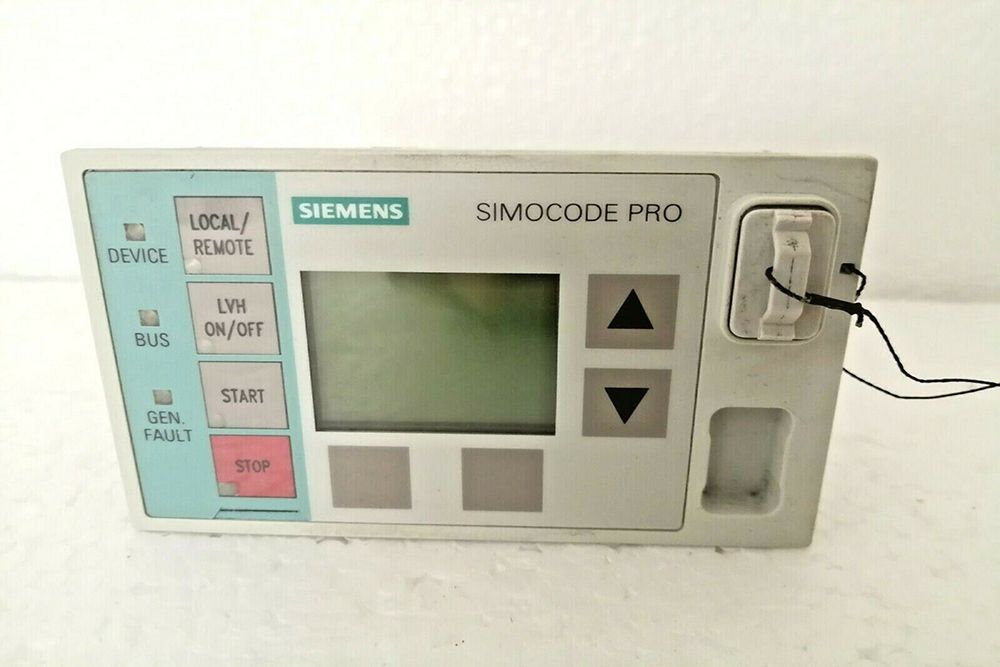 SIEMENS
SIMOCODE PRO
DEVICE
BUS
GEN.
FAULT
LOCAL/
REMOTE
LVH
ON/OFF
START
STOP